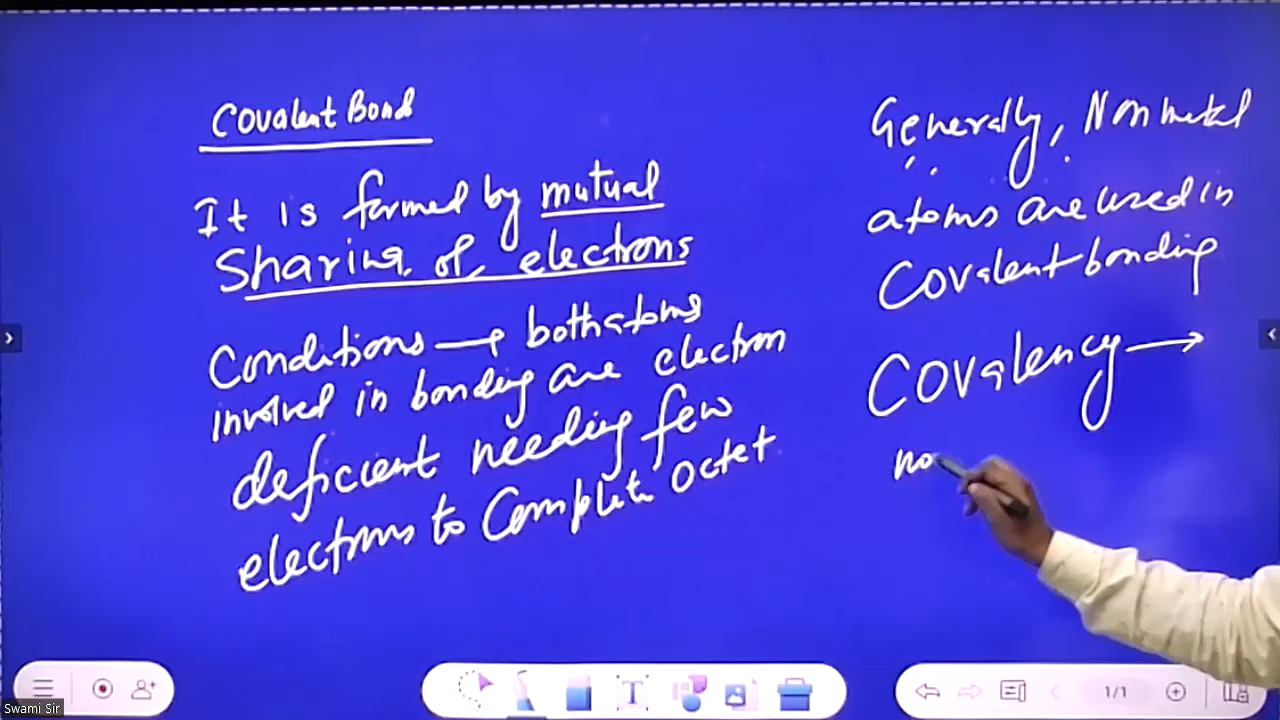 Covalent Bond
It is formed by mutual
Sharing of electrons
Conditions → both atoms
involved in bonding are electron
deficient needing few
electrons to Complete octet
Generally, Non metal
atoms are used in
Covalent bonding
Covalency →
no
T
1/1
Swami Sir